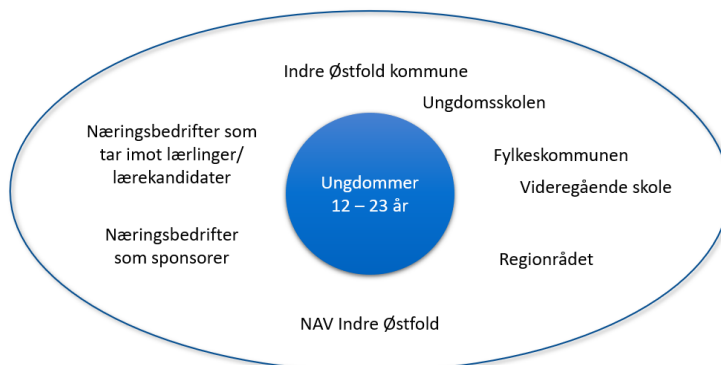 Indre Østfold kommune
Ungdomsskolen
Næringsbedrifter som
tar imot lærlinger/
lærekandidater
Fylkeskommunen
Videregående skole
Ungdommer
12 – 23 år
Næringsbedrifter
som sponsorer
Regionrådet
NAV Indre Østfold